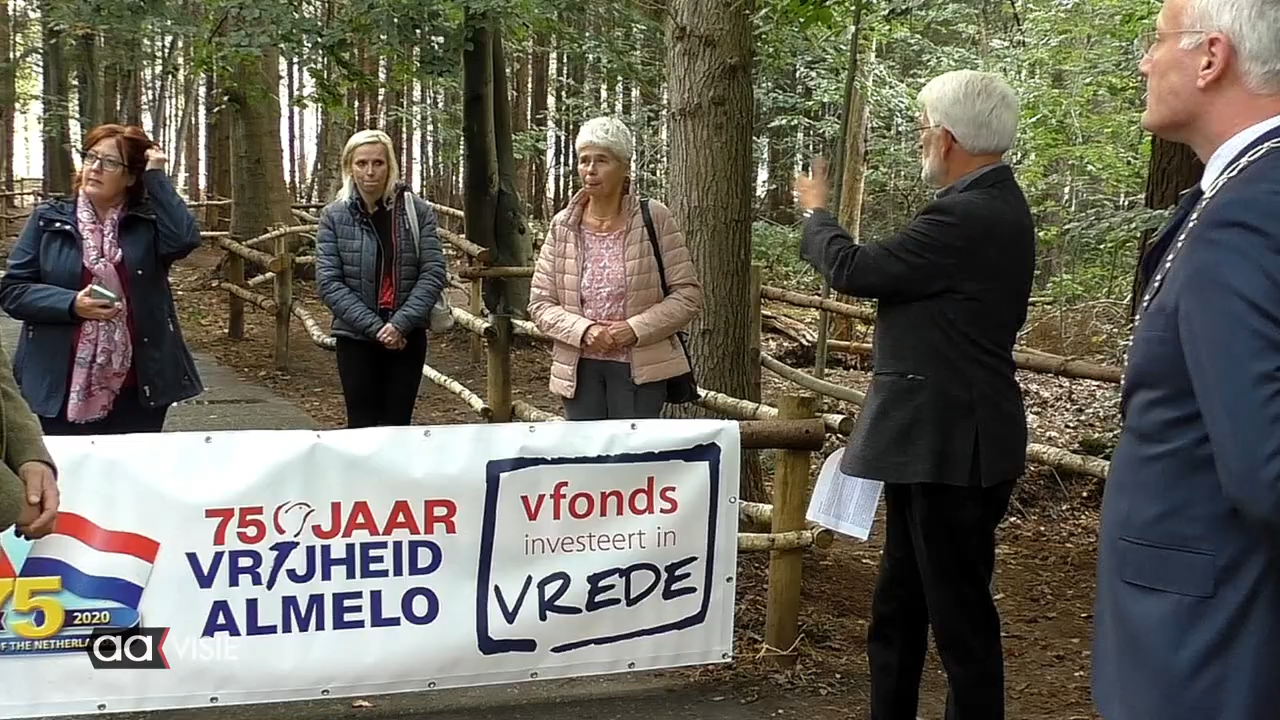 75 JAAR
VRIJHEID
ALMELO
vfonds
investeert in
VREDE
75
2020
OF THE NETHERLA
aa VISIE